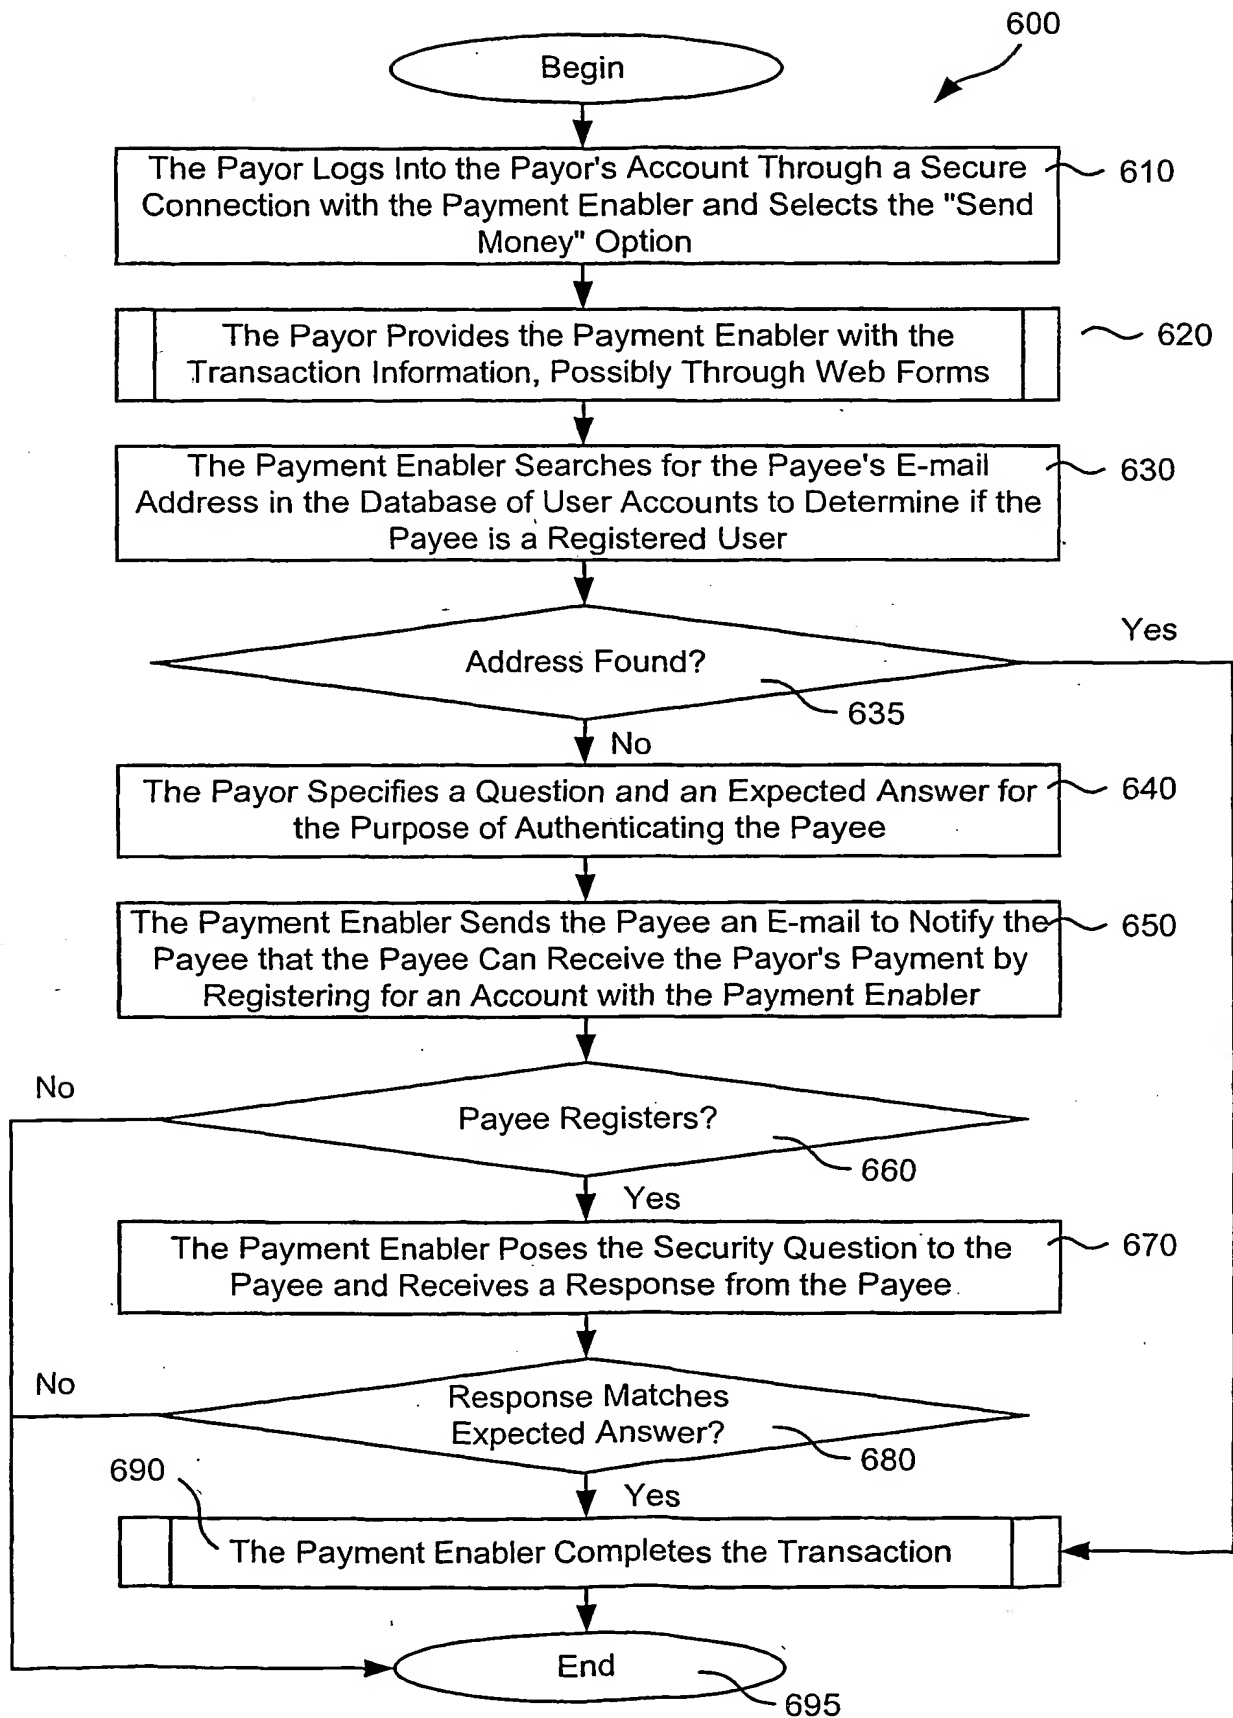 600
Begin
The Payor Logs Into the Payor's Account Through a Secure
Connection with the Payment Enabler and Selects the "Send
Money" Option
610
The Payor Provides the Payment Enabler with the
Transaction Information, Possibly Through Web Forms
620
The Payment Enabler Searches for the Payee's E-mail
Address in the Database of User Accounts to Determine if the
Payee is a Registered User
630
Address Found?
Yes
635
No
The Payor Specifies a Question and an Expected Answer for
the Purpose of Authenticating the Payee
640
The Payment Enabler Sends the Payee an E-mail to Notify the
Payee that the Payee Can Receive the Payor's Payment by
Registering for an Account with the Payment Enabler
650
No
Payee Registers?
660
Yes
The Payment Enabler Poses the Security Question to the
Payee and Receives a Response from the Payee
670
No
Response Matches
Expected Answer?
680
690
Yes
The Payment Enabler Completes the Transaction
End
695